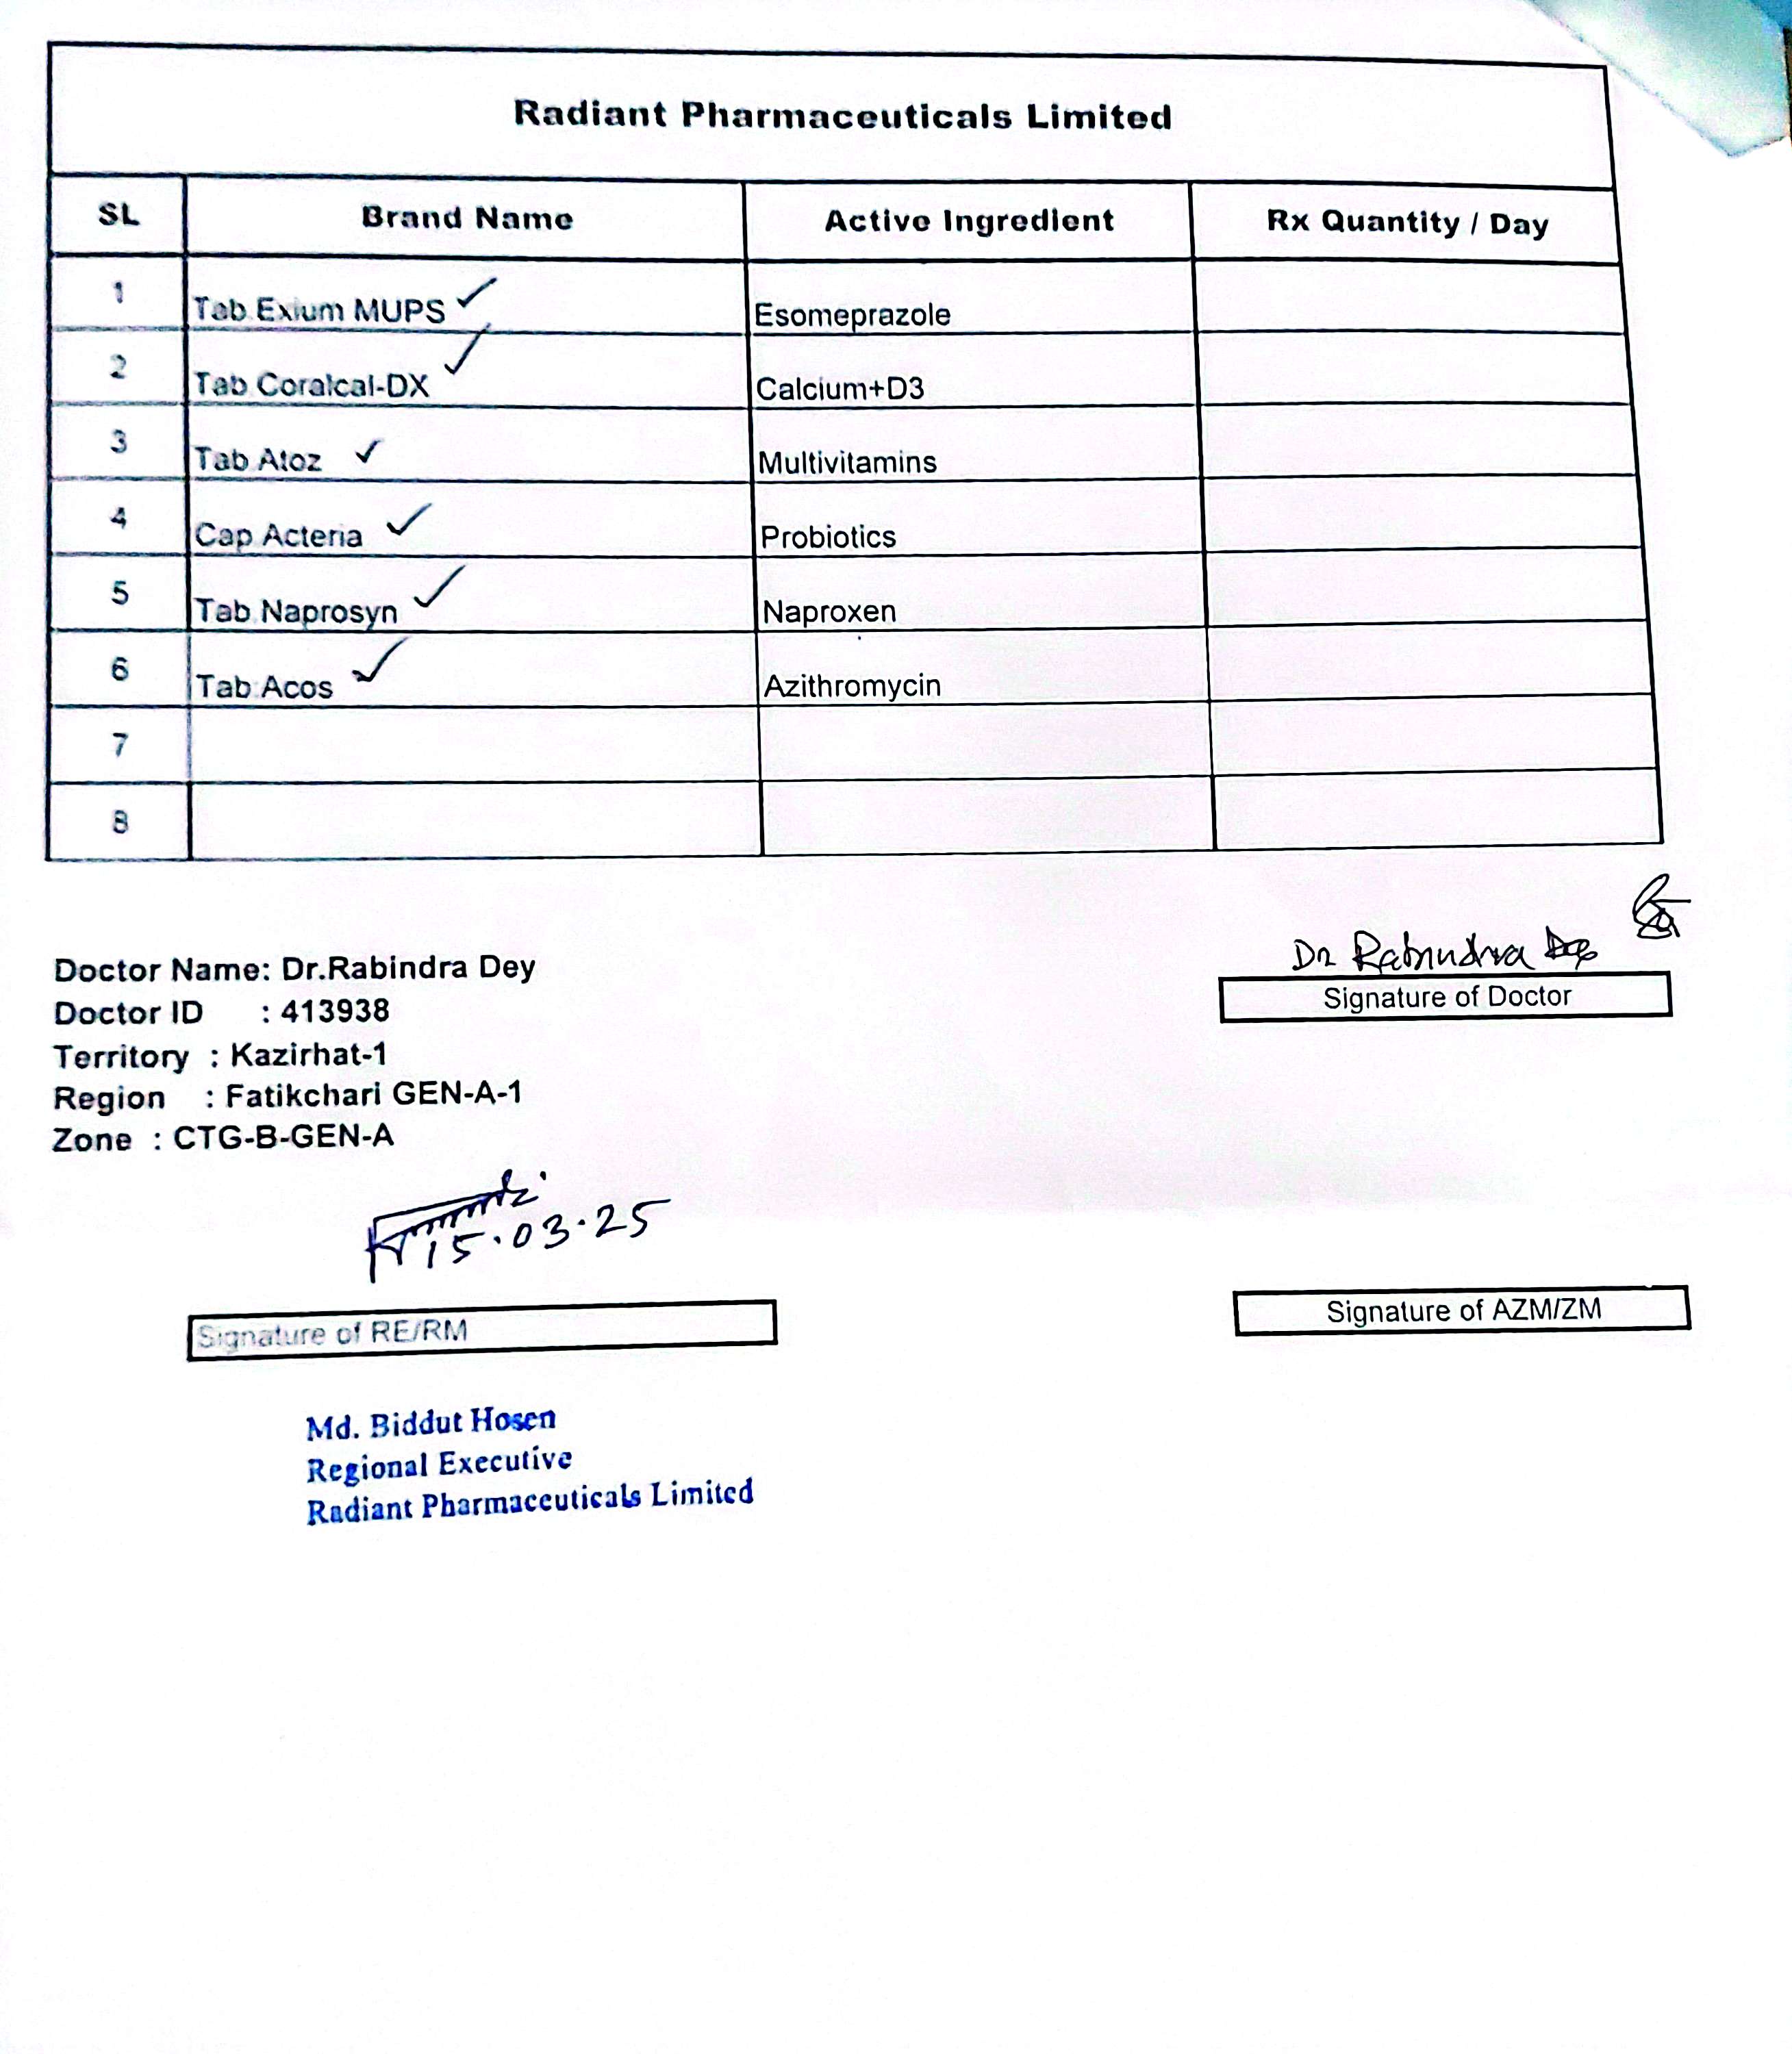 Radiant Pharmaceuticals Limited
SL Brand Name Active Ingredient Rx Quantity / Day
1 Tab Exium MUPS ✓ Esomeprazole
2 Tab Coralcal-DX ✓ Calcium+D3
3 Tab Atoz ✓ Multivitamins
4 Cap Acteria ✓ Probiotics
5 Tab Naprosyn ✓ Naproxen
6 Tab Acos ✓ Azithromycin
7
8
Dr Rabindra Dey
Signature of Doctor
Doctor Name: Dr.Rabindra Dey
Doctor ID : 413938
Territory : Kazirhat-1
Region : Fatikchari GEN-A-1
Zone : CTG-B-GEN-A
15.03.25
Signature of RE/RM
Signature of AZM/ZM
Md. Biddut Hosen
Regional Executive
Radiant Pharmaceuticals Limited